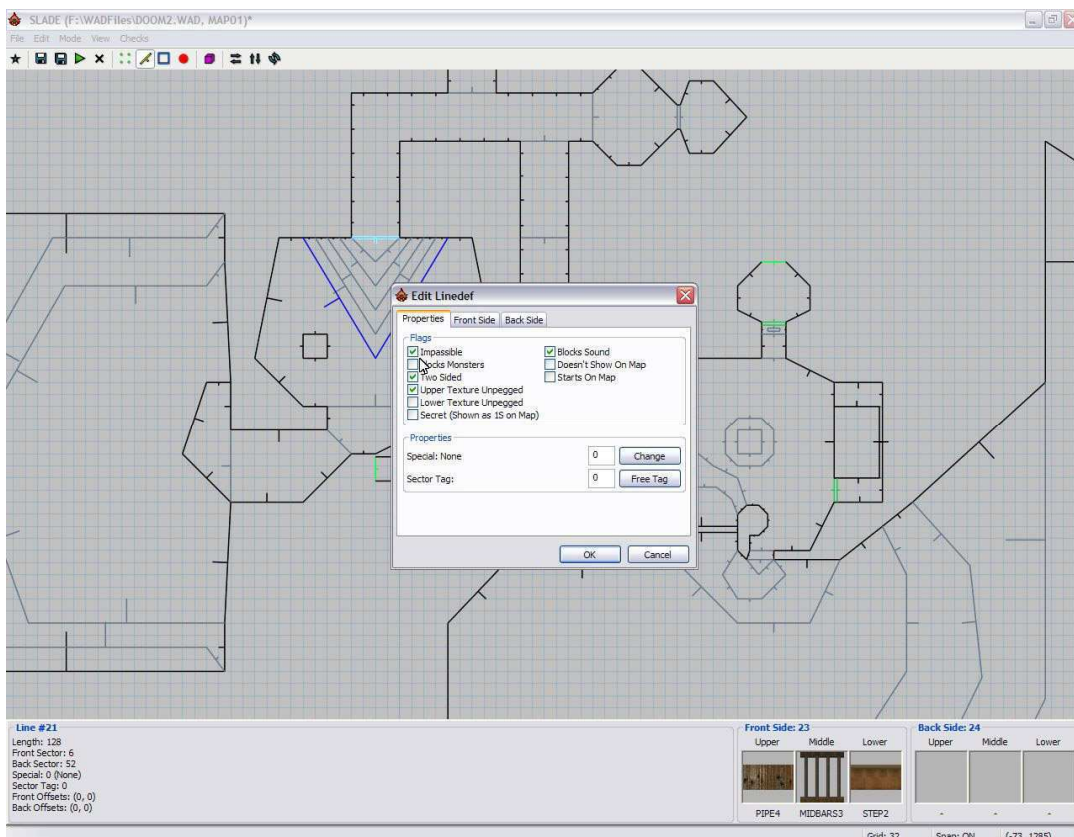 SLADE (F:\WADFiles\DOOM2.WAD, MAP01)*
File Edit Mode View Checks
Edit Linedef
Properties Front Side Back Side
Flags
Impassible Blocks Sound
ocks Monsters Doesn't Show On Map
Two Sided Starts On Map
Upper Texture Unpegged
Lower Texture Unpegged
Secret (Shown as 1S on Map)
Properties
Special: None 0 Change
Sector Tag: 0 Free Tag
OK Cancel
Line #21
Length: 128
Front Sector: 6
Back Sector: 52
Special: 0 (None)
Sector Tag: 0
Front Offsets: (0, 0)
Back Offsets: (0, 0)
Front Side: 23
Upper Middle Lower
PIPE4 MIDBARS3 STEP2
Back Side: 24
Upper Middle Lower
- - -
Grid: 32 Snap: ON (-73, 1285)